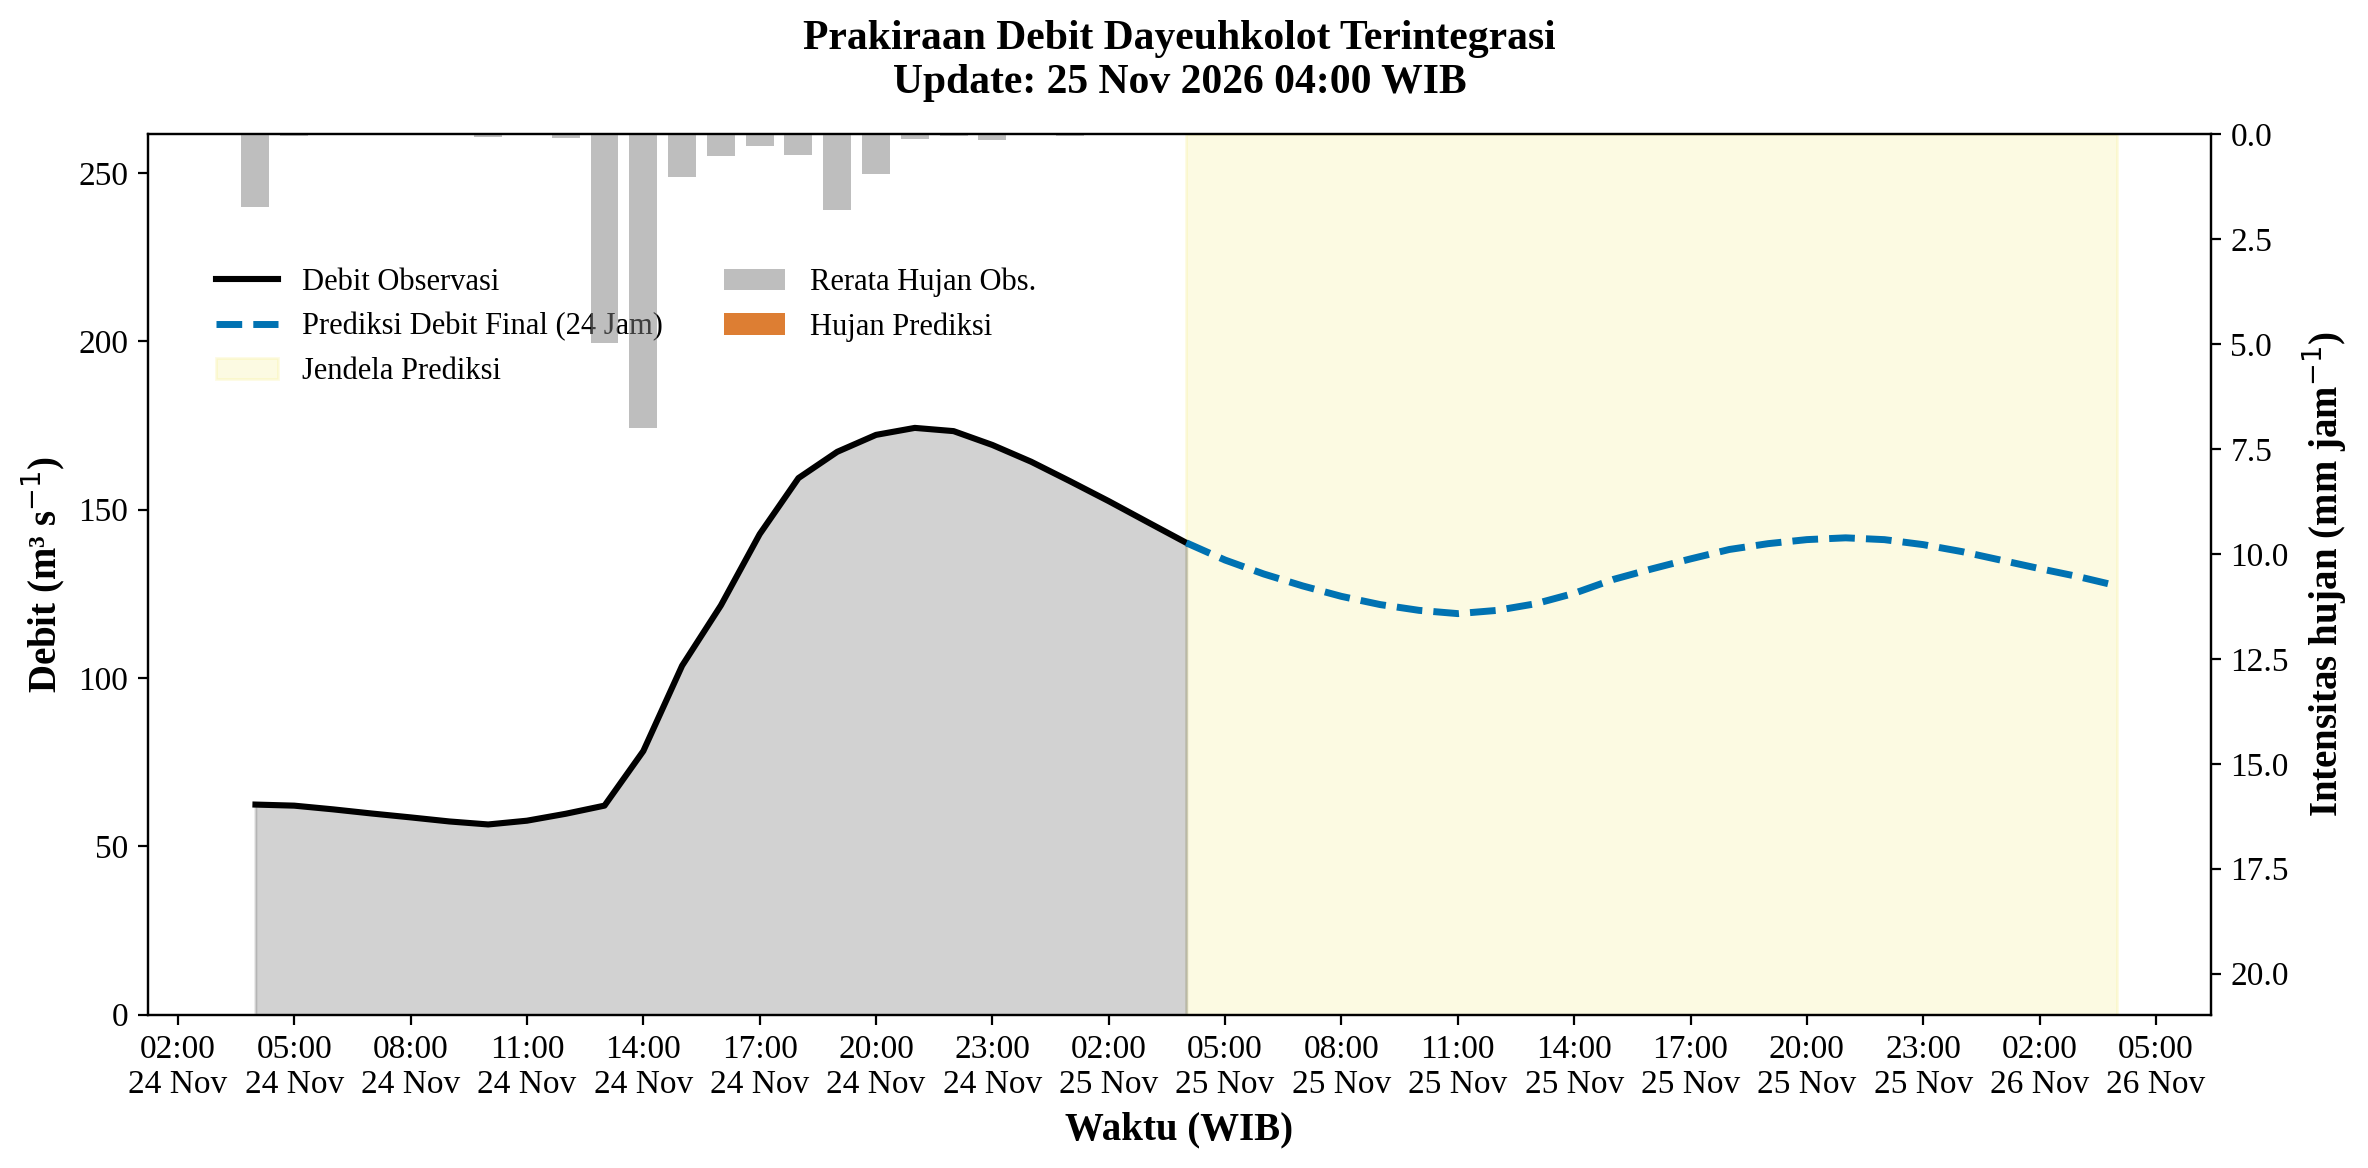 Prakiraan Debit Dayeuhkolot Terintegrasi
Update: 25 Nov 2026 04:00 WIB
Debit (m³ s⁻¹)
250
200
150
100
50
0
Debit Observasi
Prediksi Debit Final (24 Jam)
Jendela Prediksi
Rerata Hujan Obs.
Hujan Prediksi
0.0
2.5
5.0
7.5
10.0
12.5
15.0
17.5
20.0
Intensitas hujan (mm jam⁻¹)
02:00 05:00 08:00 11:00 14:00 17:00 20:00 23:00 02:00 05:00 08:00 11:00 14:00 17:00 20:00 23:00 02:00 05:00
24 Nov 24 Nov 24 Nov 24 Nov 24 Nov 24 Nov 24 Nov 24 Nov 25 Nov 25 Nov 25 Nov 25 Nov 25 Nov 25 Nov 25 Nov 25 Nov 26 Nov 26 Nov
Waktu (WIB)